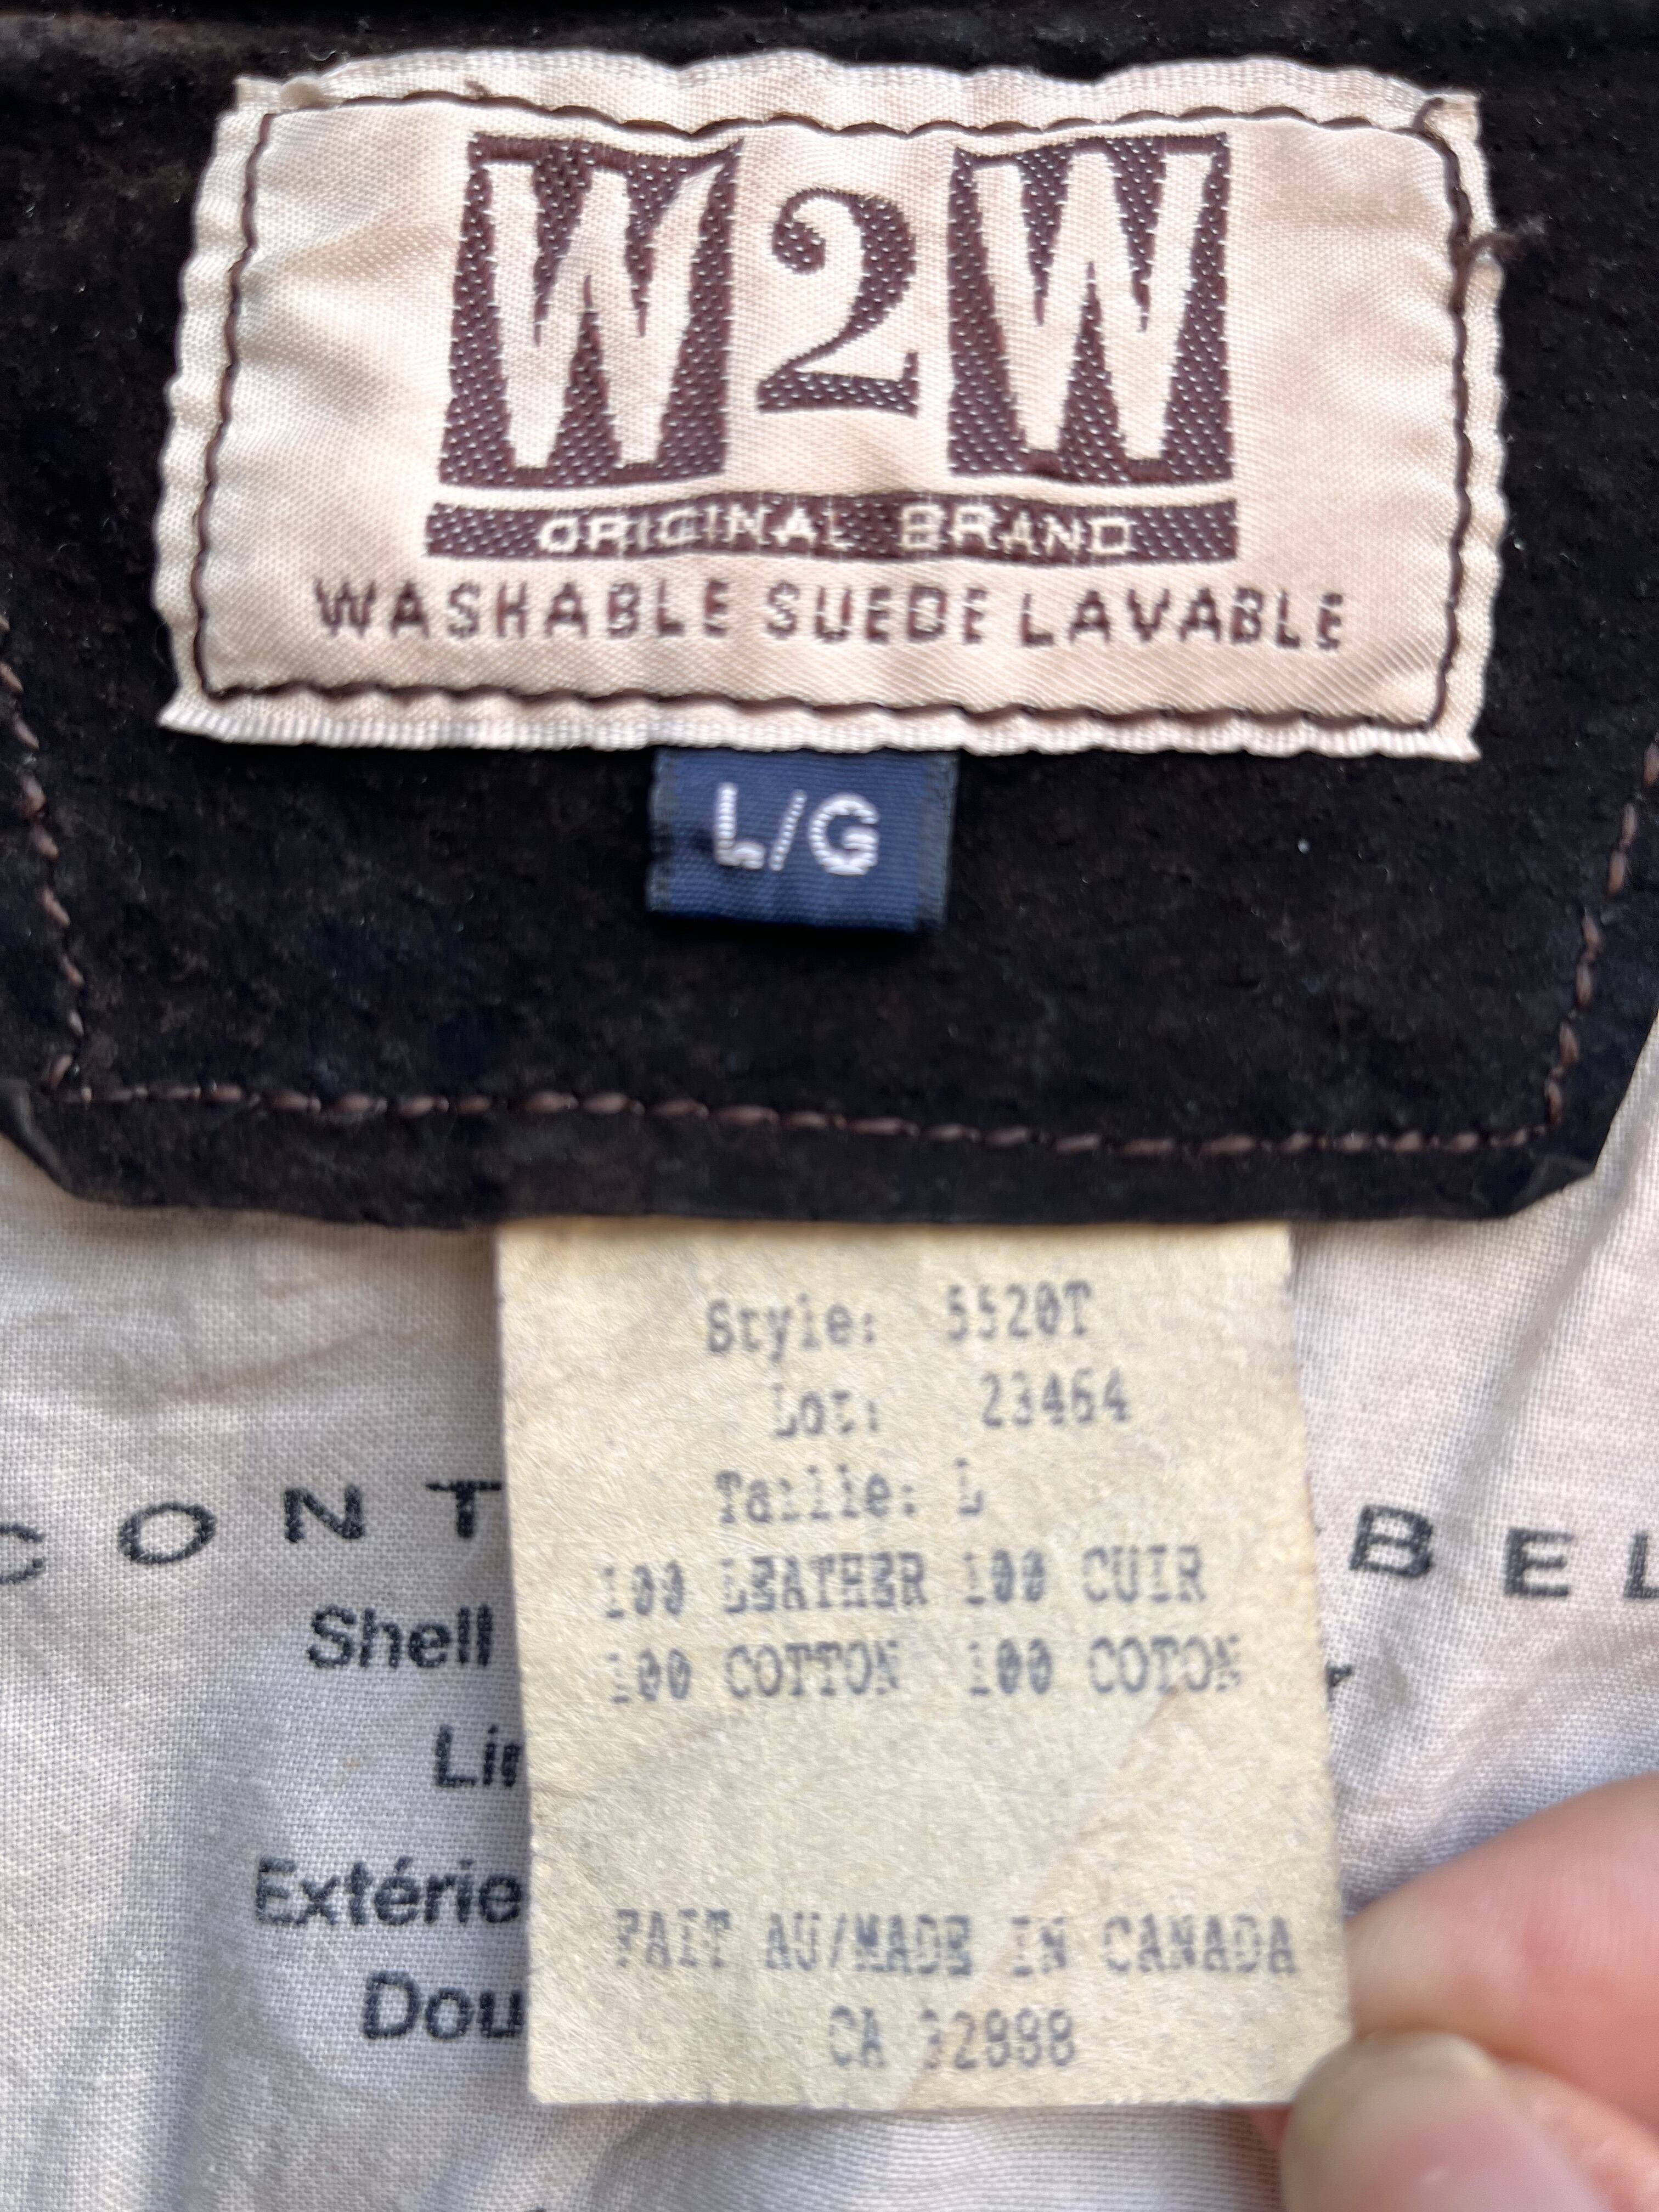 W2W
ORIGINAL BRAND
WASHABLE SUEDE LAVABLE
L/G
Style: 5520T
Lot: 23464
Taille: L
100 LEATHER 100 CUIR
100 COTTON 100 COTON
FAIT AU/MADE IN CANADA
CA 32888
CONT
BEL
Shell
Extérie
Dou